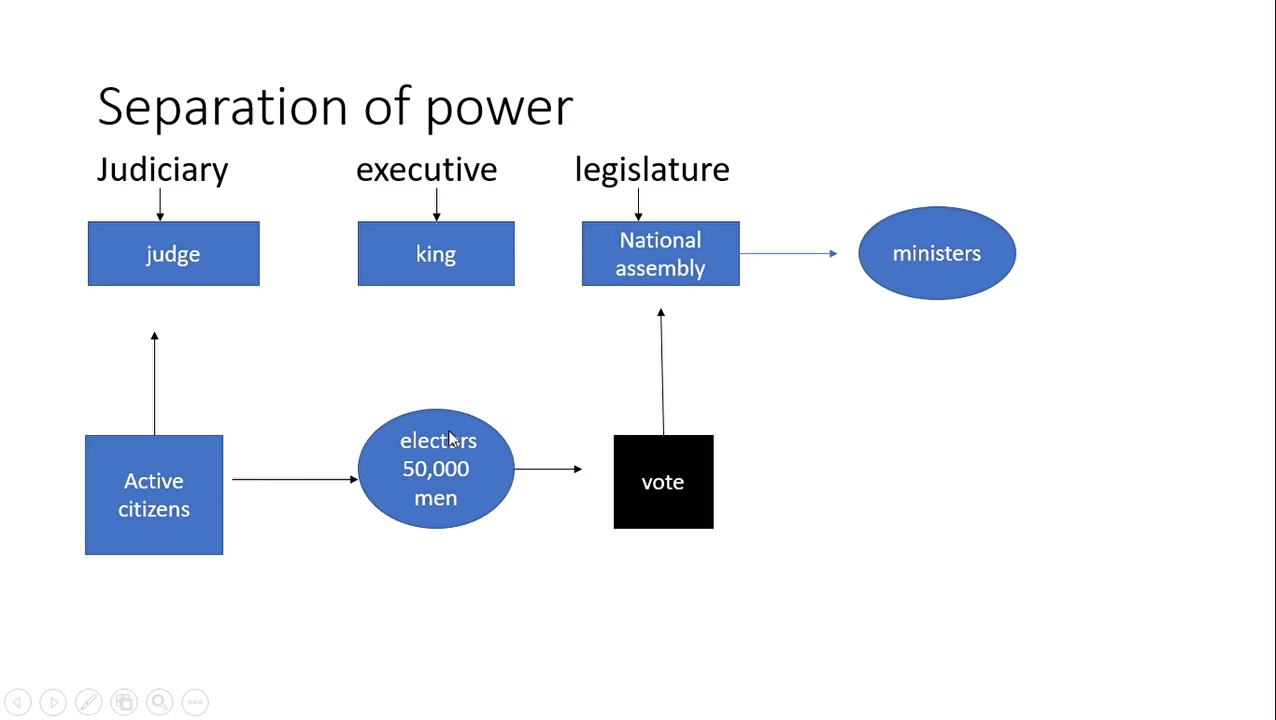 Separation of power
Judiciary
executive
legislature
judge
king
National
assembly
ministers
Active
citizens
electors
50,000
men
vote